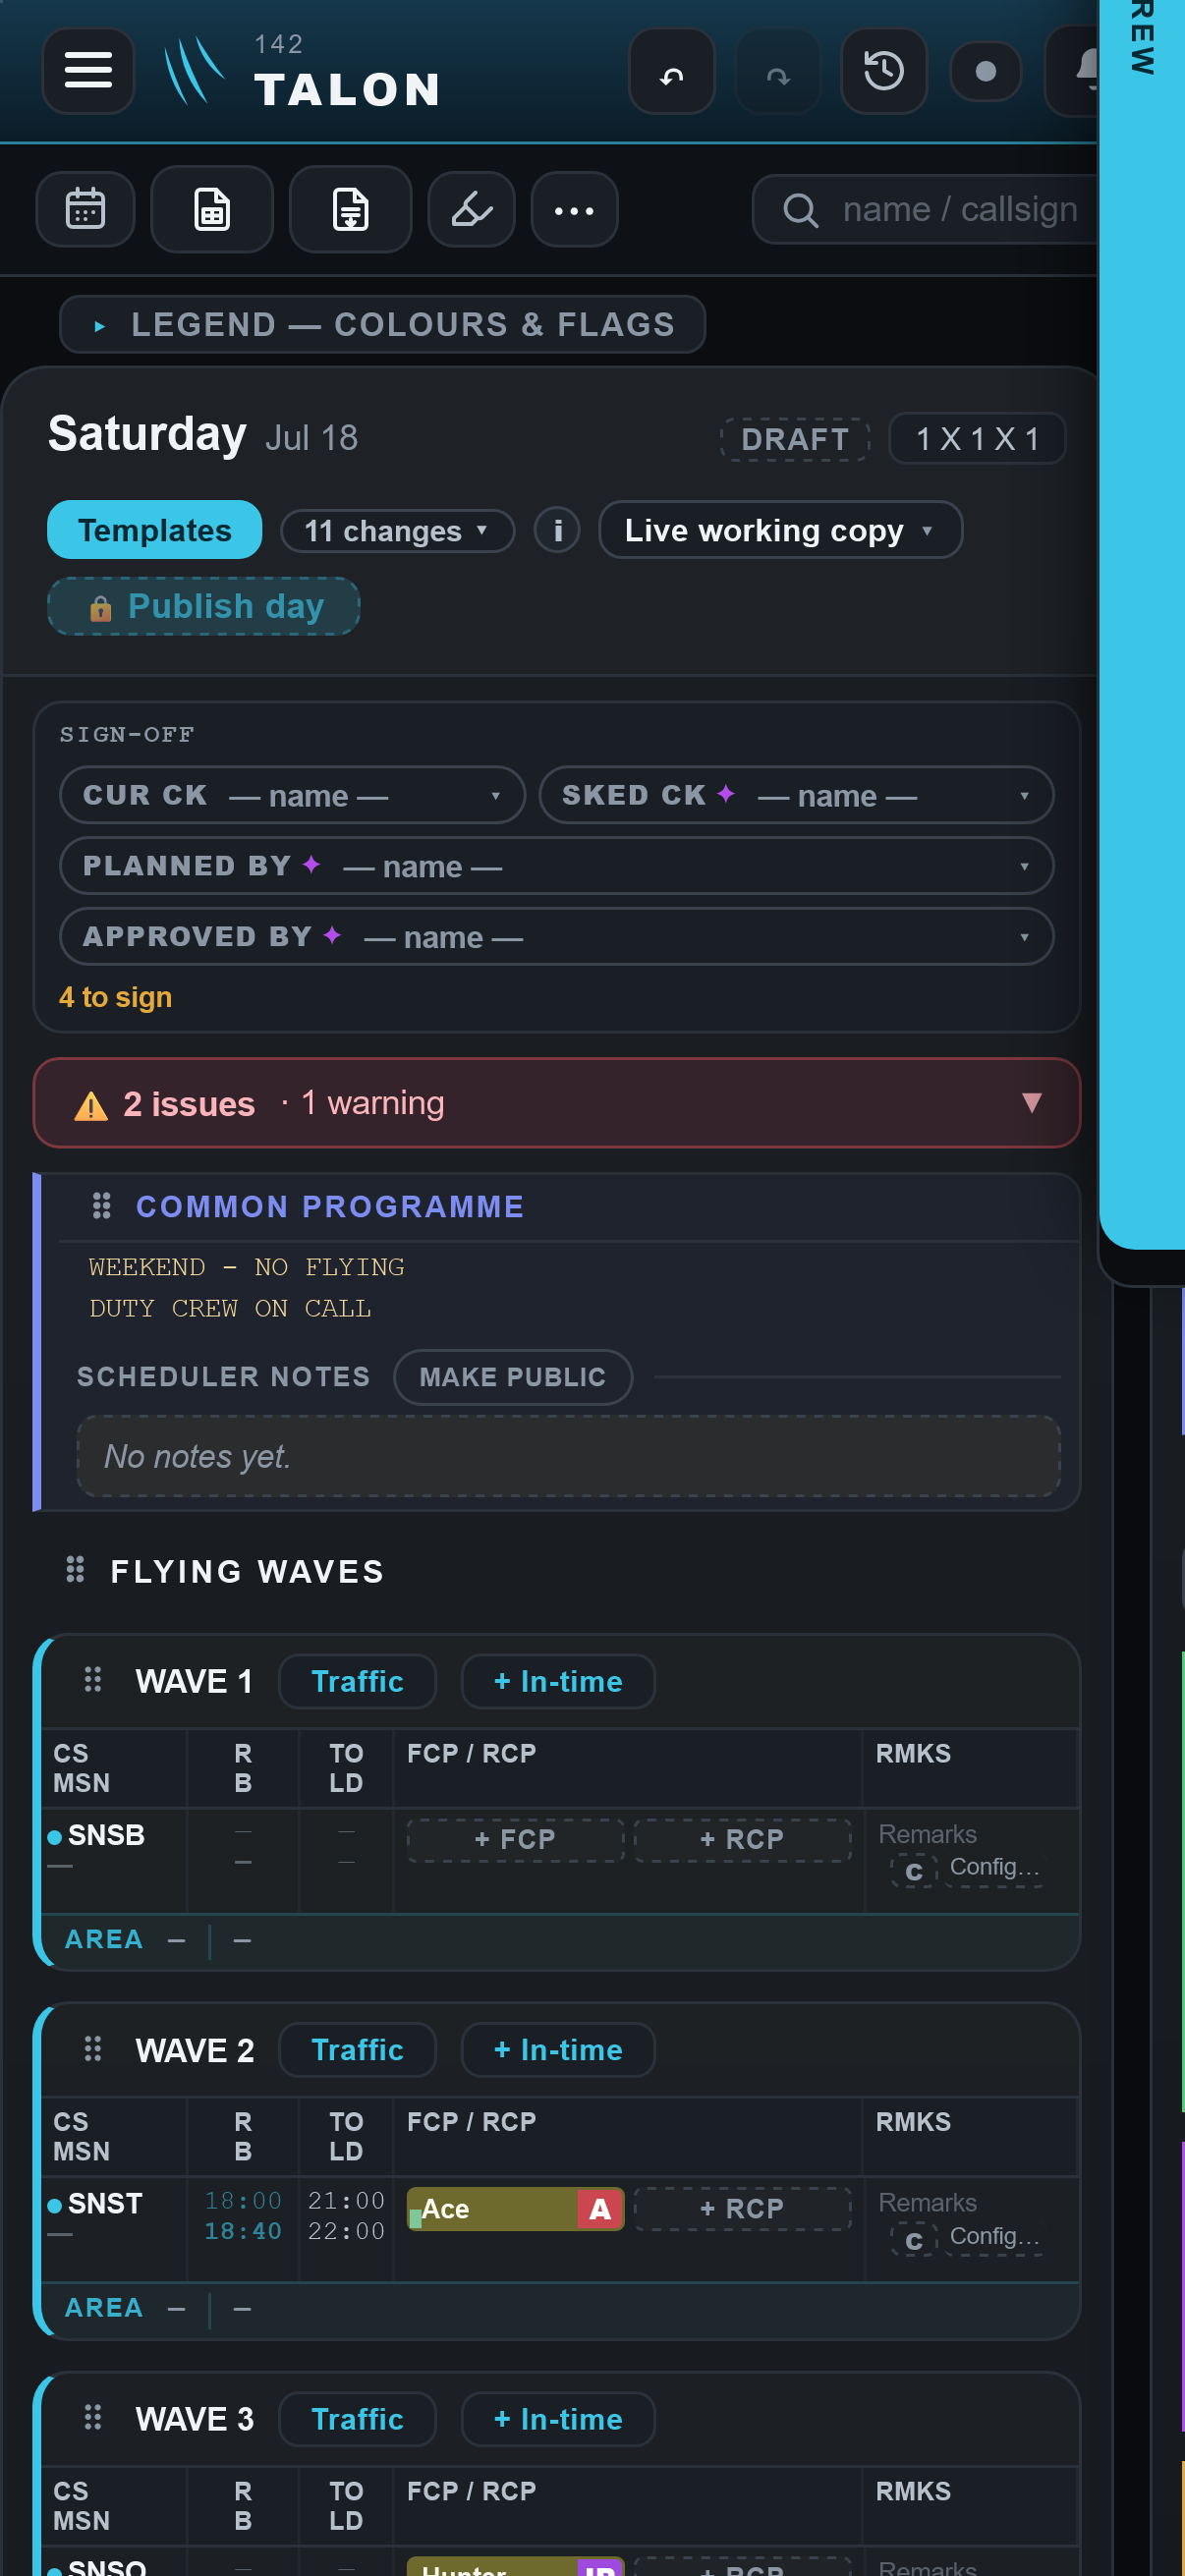 142
TALON
REW
name / callsign
LEGEND — COLOURS & FLAGS
Saturday Jul 18 DRAFT 1 X 1 X 1
Templates 11 changes i Live working copy
Publish day
SIGN-OFF
CUR CK — name — SKED CK — name —
PLANNED BY — name —
APPROVED BY — name —
4 to sign
2 issues · 1 warning
COMMON PROGRAMME
WEEKEND – NO FLYING
DUTY CREW ON CALL
SCHEDULER NOTES MAKE PUBLIC
No notes yet.
FLYING WAVES
WAVE 1 Traffic + In-time
CS R TO FCP / RCP RMKS
MSN B LD
SNSB — — + FCP + RCP Remarks
— — — C Config...
AREA — | —
WAVE 2 Traffic + In-time
CS R TO FCP / RCP RMKS
MSN B LD
SNST 18:00 21:00 Ace A + RCP Remarks
— 18:40 22:00 C Config...
AREA — | —
WAVE 3 Traffic + In-time
CS R TO FCP / RCP RMKS
MSN B LD
SNSO — — Hunter IP + RCP Remarks